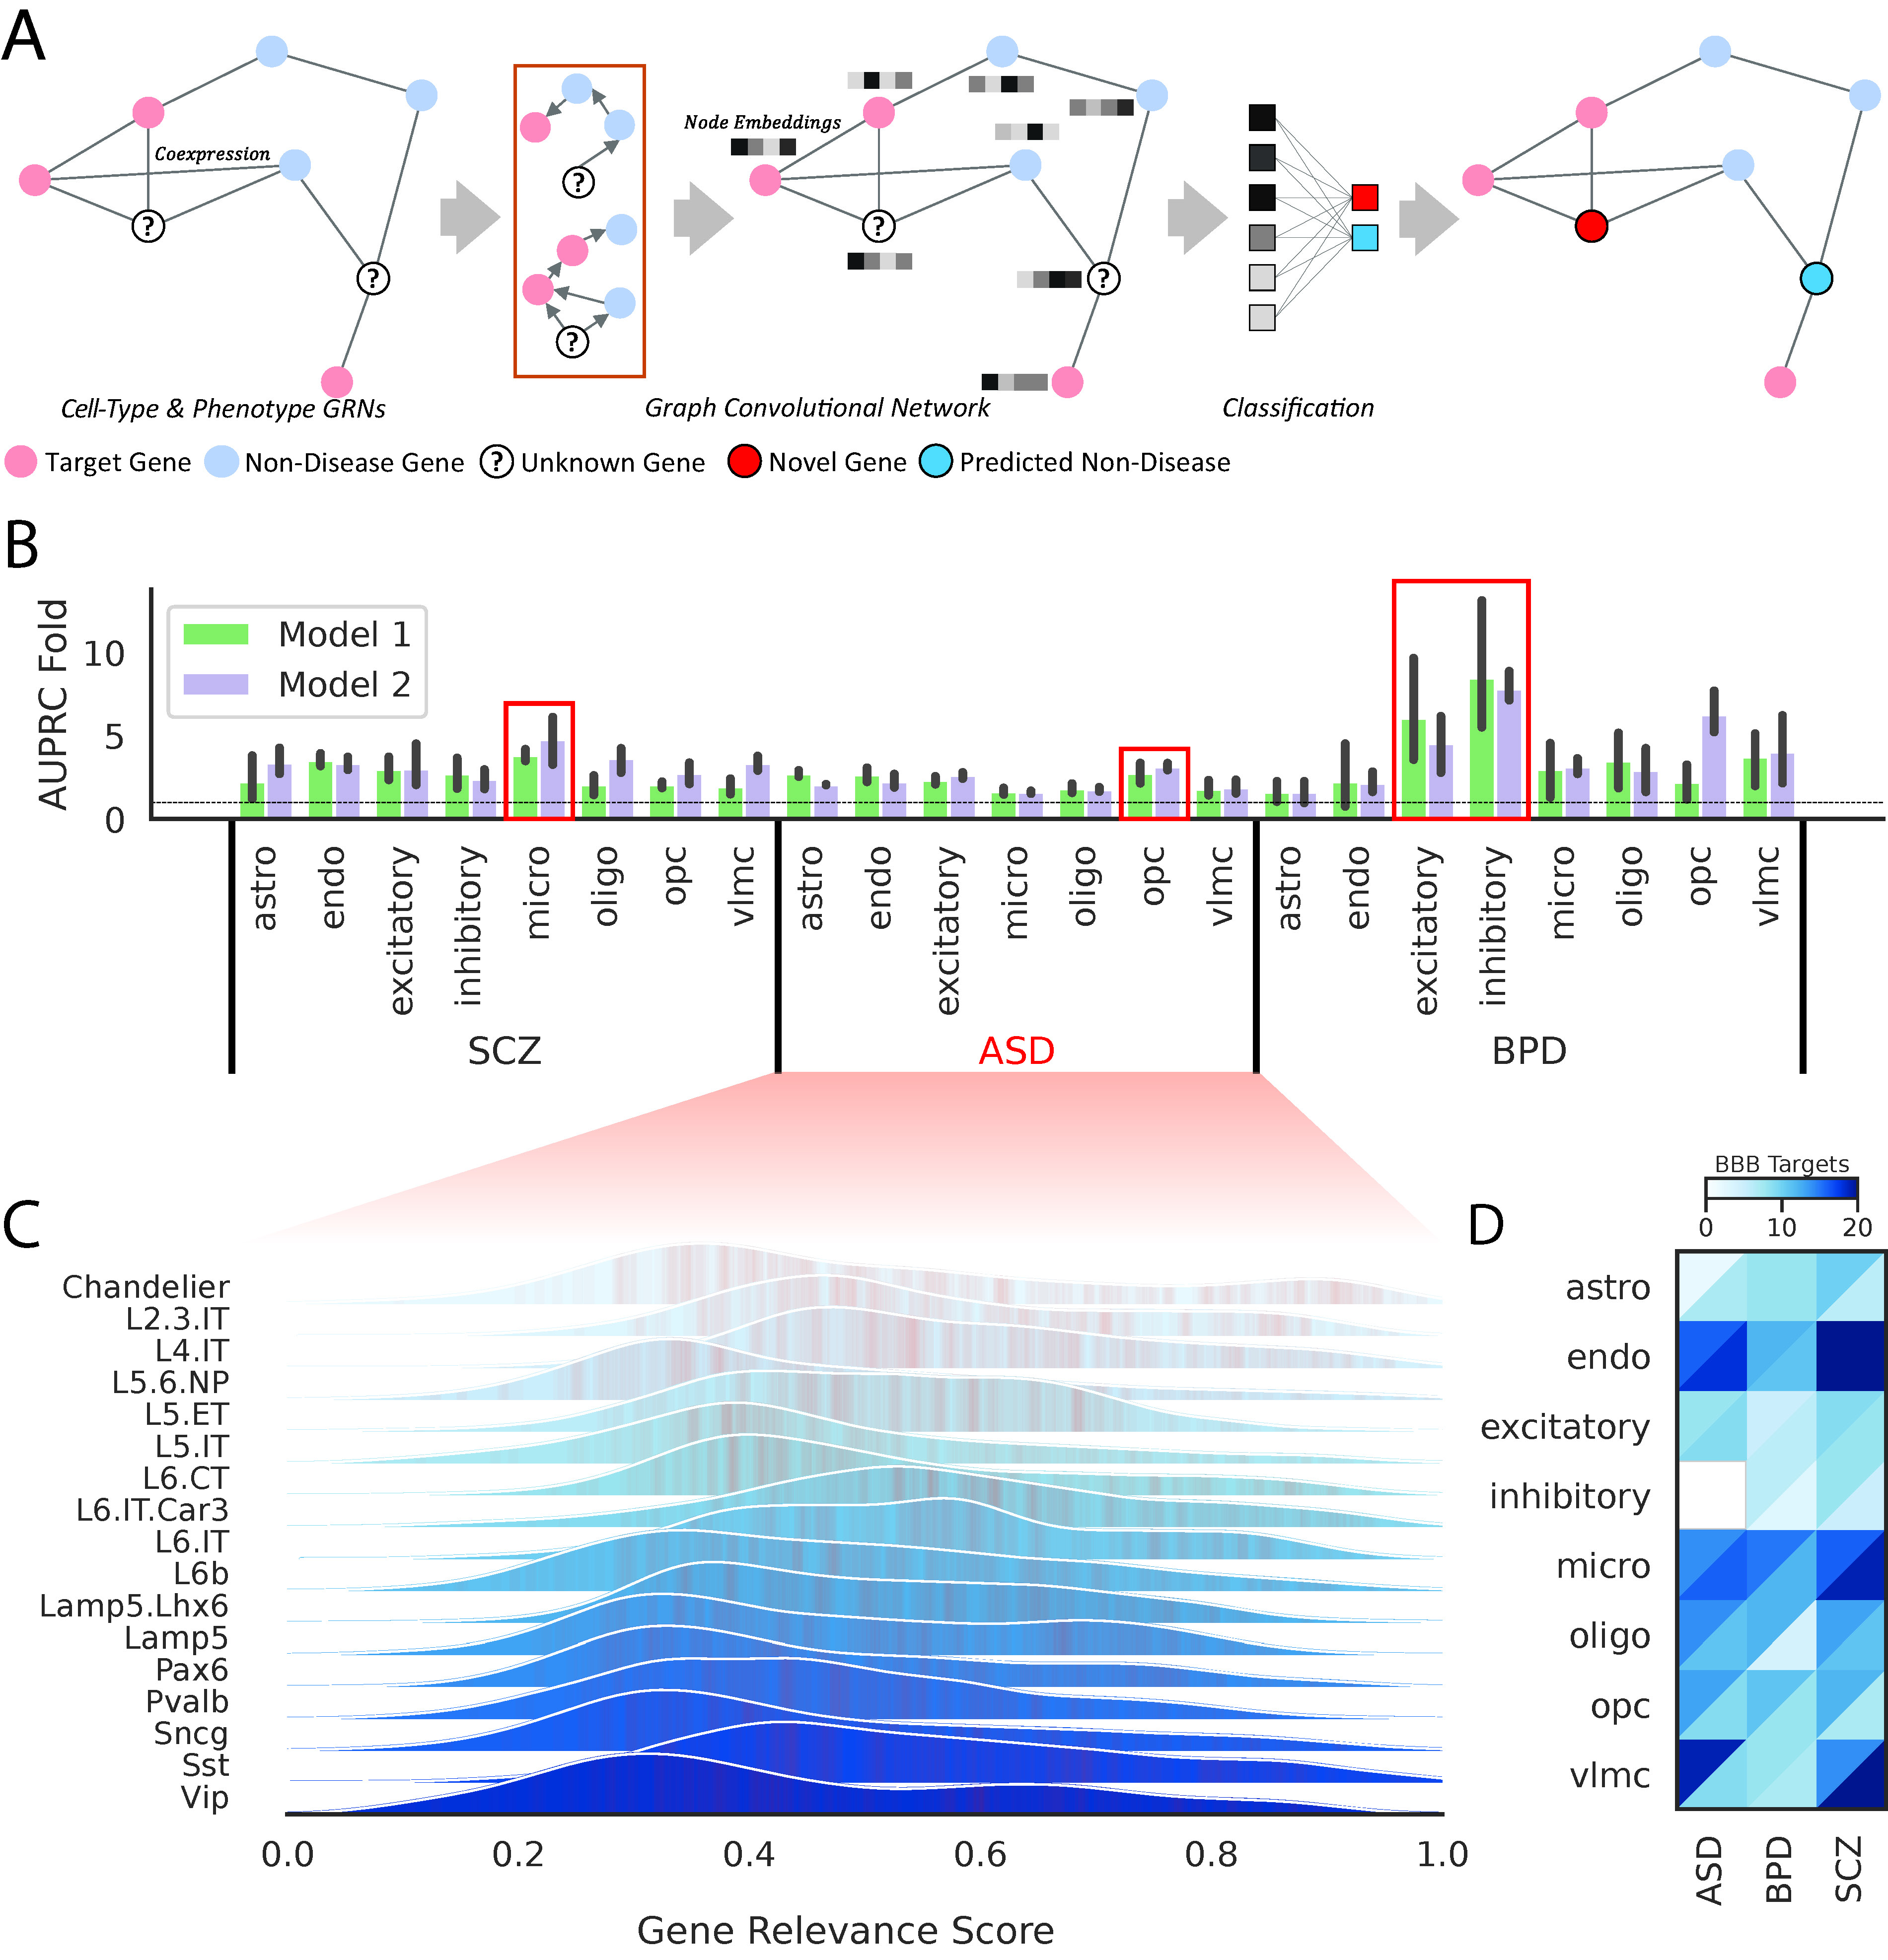 A
Coexpression
?
?
?
?
Node Embeddings
?
?
Cell-Type & Phenotype GRNs
Graph Convolutional Network
Classification
Target Gene
Non-Disease Gene
? Unknown Gene
Novel Gene
Predicted Non-Disease
B
AUPRC Fold
10
5
0
Model 1
Model 2
astro
endo
excitatory
inhibitory
micro
oligo
opc
vlmc
astro
endo
excitatory
micro
oligo
opc
vlmc
astro
endo
excitatory
inhibitory
micro
oligo
opc
vlmc
SCZ
ASD
BPD
C
Chandelier
L2.3.IT
L4.IT
L5.6.NP
L5.ET
L5.IT
L6.CT
L6.IT.Car3
L6.IT
L6b
Lamp5.Lhx6
Lamp5
Pax6
Pvalb
Sncg
Sst
Vip
0.0 0.2 0.4 0.6 0.8 1.0
Gene Relevance Score
D
BBB Targets
0 10 20
astro
endo
excitatory
inhibitory
micro
oligo
opc
vlmc
ASD
BPD
SCZ